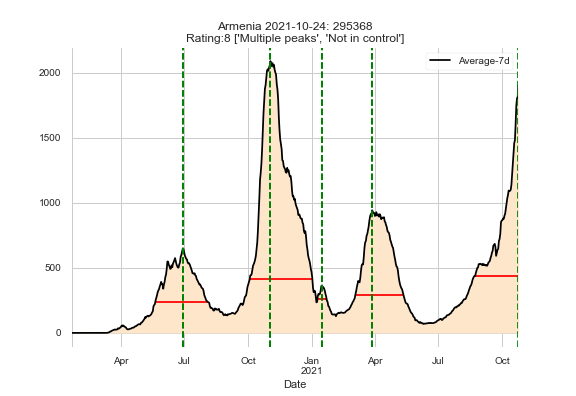 Armenia 2021-10-24: 295368
Rating:8 ['Multiple peaks', 'Not in control']
Average-7d
2000
1500
1000
500
0
Apr
Jul
Oct
Jan
2021
Apr
Jul
Oct
Date